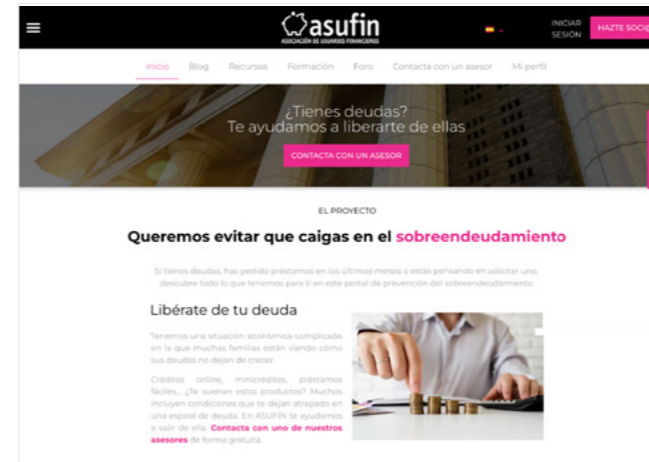 asufin
ASOCIACIÓN DE USUARIOS FINANCIEROS
INICIAR
SESIÓN
HAZTE SOCI@
Inicio Blog Recursos Formación Foro Contacta con un asesor Mi perfil
¿Tienes deudas?
Te ayudamos a liberarte de ellas
CONTACTA CON UN ASESOR
EL PROYECTO
Queremos evitar que caigas en el sobreendeudamiento
Si tienes deudas, has pedido préstamos en los últimos meses o estás pensando en solicitar uno,
descubre todo lo que tenemos para ti en este portal de prevención del sobreendeudamiento
Libérate de tu deuda
Tenemos una situación económica complicada
en la que muchas familias están viendo cómo
sus deudas no dejan de crecer.
Créditos online, minicréditos, préstamos
fáciles... ¿Te suenan estos productos? Muchos
incluyen condiciones que te dejan atrapado en
una espiral de deuda. En ASUFIN te ayudamos
a salir de ella. Contacta con uno de nuestros
asesores de forma gratuita.